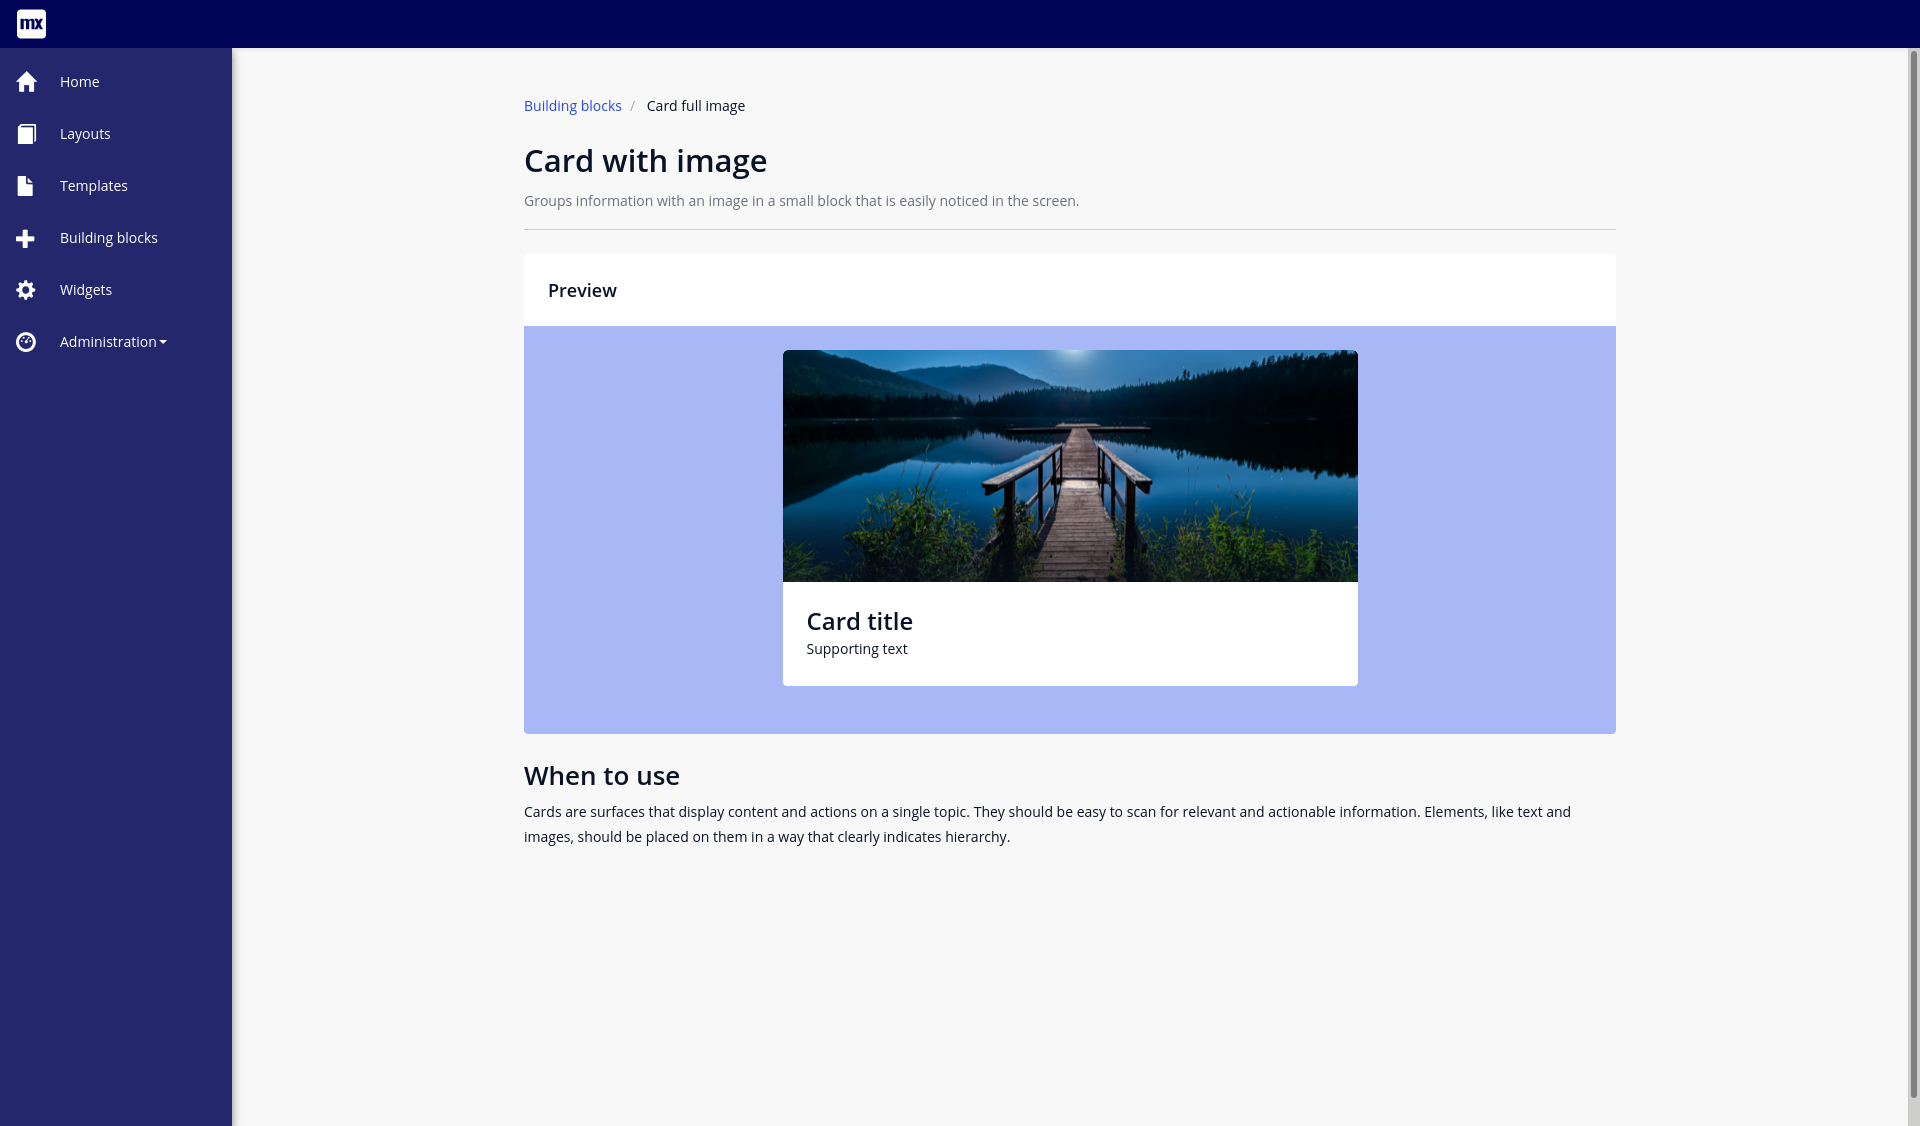 mx
Home
Layouts
Templates
Building blocks
Widgets
Administration
Building blocks / Card full image
Card with image
Groups information with an image in a small block that is easily noticed in the screen.
Preview
Card title
Supporting text
When to use
Cards are surfaces that display content and actions on a single topic. They should be easy to scan for relevant and actionable information. Elements, like text and
images, should be placed on them in a way that clearly indicates hierarchy.